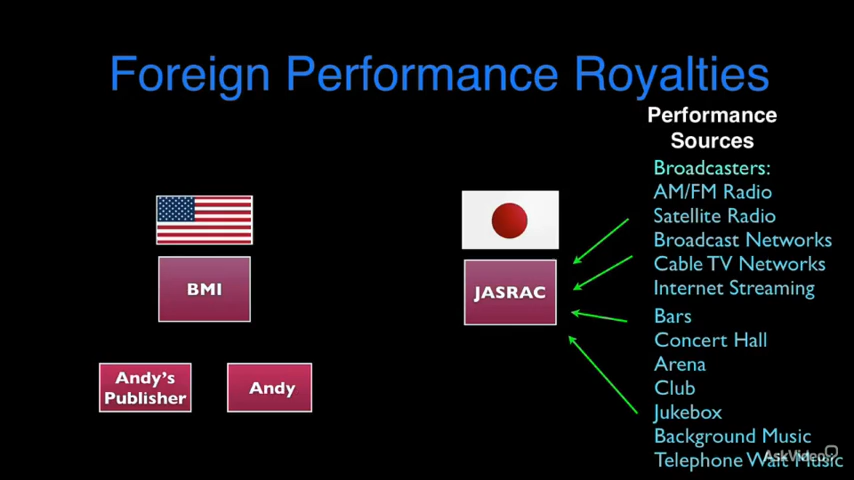 Foreign Performance Royalties
Performance
Sources
Broadcasters:
AM/FM Radio
Satellite Radio
Broadcast Networks
Cable TV Networks
Internet Streaming
Bars
Concert Hall
Arena
Club
Jukebox
Background Music
Telephone Wait Music
BMI
JASRAC
Andy's
Publisher
Andy
AskVideo